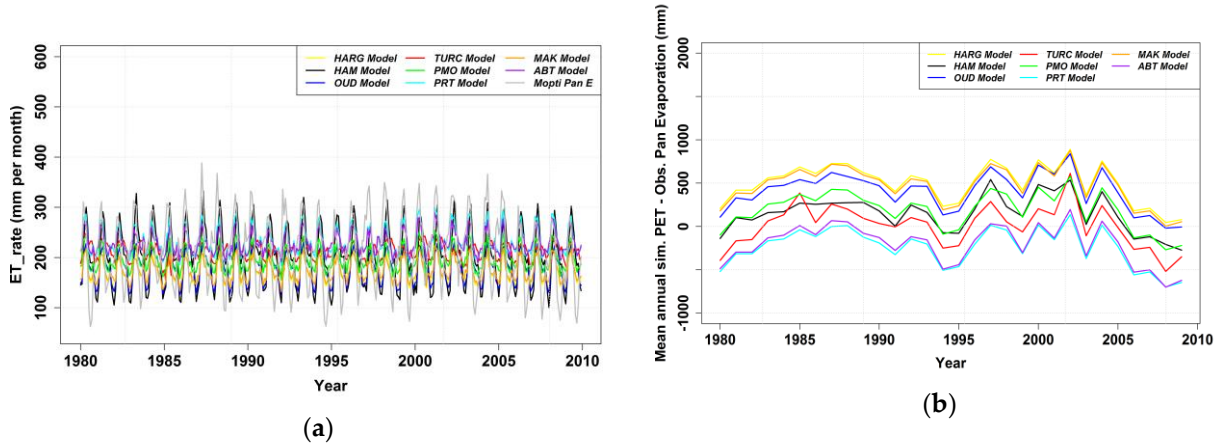 600
500
400
300
200
100
ET_rate (mm per month)
HARG Model TURC Model MAK Model
HAM Model PMO Model ABT Model
OUD Model PRT Model Mopti Pan E
1980 1985 1990 1995 2000 2005 2010
Year
(a)
2000
1000
500
0
-1000
Mean annual sim. PET - Obs. Pan Evaporation (mm)
HARG Model TURC Model MAK Model
HAM Model PMO Model ABT Model
OUD Model PRT Model
1980 1985 1990 1995 2000 2005 2010
Year
(b)